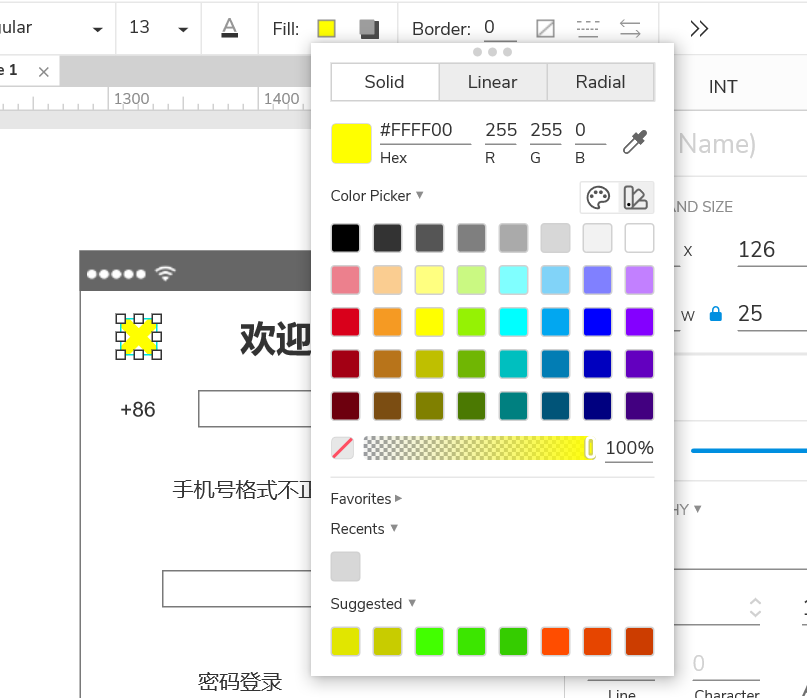 ular 13 Fill: Border: 0
e 1
INT
1300 1400
Solid Linear Radial
#FFFF00 255 255 0
Hex R G B
Name)
Color Picker
ND SIZE
X 126
W 25
欢迎
+86
100%
手机号格式不正
Favorites
HY
Recents
Suggested
0
密码登录
Line Character